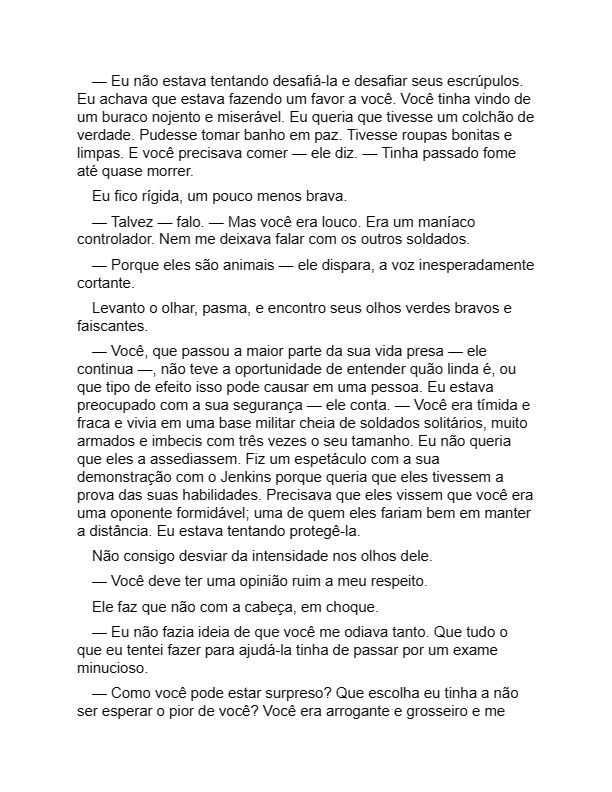 — Eu não estava tentando desafiá-la e desafiar seus escrúpulos.
Eu achava que estava fazendo um favor a você. Você tinha vindo de
um buraco nojento e miserável. Eu queria que tivesse um colchão de
verdade. Pudesse tomar banho em paz. Tivesse roupas bonitas e
limpas. E você precisava comer — ele diz. — Tinha passado fome
até quase morrer.
Eu fico rígida, um pouco menos brava.
— Talvez — falo. — Mas você era louco. Era um maníaco
controlador. Nem me deixava falar com os outros soldados.
— Porque eles são animais — ele dispara, a voz inesperadamente
cortante.
Levanto o olhar, pasma, e encontro seus olhos verdes bravos e
faiscantes.
— Você, que passou a maior parte da sua vida presa — ele
continua —, não teve a oportunidade de entender quão linda é, ou
que tipo de efeito isso pode causar em uma pessoa. Eu estava
preocupado com a sua segurança — ele conta. — Você era tímida e
fraca e vivia em uma base militar cheia de soldados solitários, muito
armados e imbecis com três vezes o seu tamanho. Eu não queria
que eles a assediassem. Fiz um espetáculo com a sua
demonstração com o Jenkins porque queria que eles tivessem a
prova das suas habilidades. Precisava que eles vissem que você era
uma oponente formidável; uma de quem eles fariam bem em manter
a distância. Eu estava tentando protegê-la.
Não consigo desviar da intensidade nos olhos dele.
— Você deve ter uma opinião ruim a meu respeito.
Ele faz que não com a cabeça, em choque.
— Eu não fazia ideia de que você me odiava tanto. Que tudo o
que eu tentei fazer para ajudá-la tinha de passar por um exame
minucioso.
— Como você pode estar surpreso? Que escolha eu tinha a não
ser esperar o pior de você? Você era arrogante e grosseiro e me